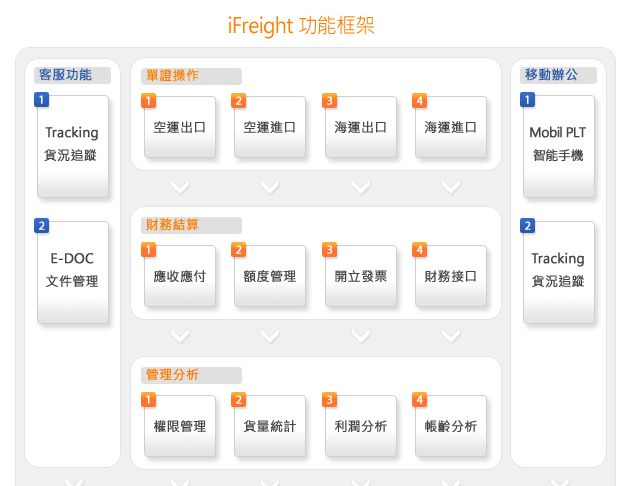 iFreight 功能框架
客服功能
1
Tracking
貨況追蹤
2
E-DOC
文件管理
單證操作
1
空運出口
2
空運進口
3
海運出口
4
海運進口
財務結算
1
應收應付
2
額度管理
3
開立發票
4
財務接口
管理分析
1
權限管理
2
貨量統計
3
利潤分析
4
帳齡分析
移動辦公
1
Mobil PLT
智能手機
2
Tracking
貨況追蹤